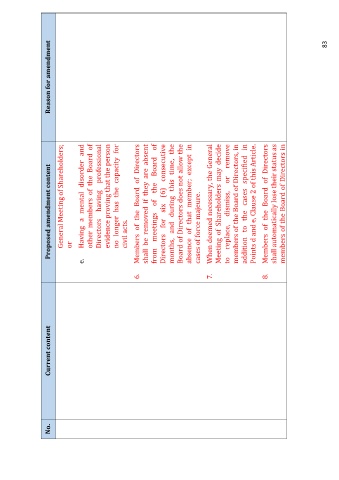 No.
Current content
Proposed amendment content
Reason for amendment
General Meeting of Shareholders;
or
e. Having a mental disorder and
other members of the Board of
Directors having professional
evidence proving that the person
no longer has the capacity for
civil acts.
6. Members of the Board of Directors
shall be removed if they are absent
from meetings of the Board of
Directors for six (6) consecutive
months, and during this time, the
Board of Directors does not allow the
absence of that member; except in
cases of force majeure.
7. When deemed necessary, the General
Meeting of Shareholders may decide
to replace, dismiss, or remove
members of the Board of Directors, in
addition to the cases specified in
Points d and e, Clause 2 of this Article.
8. Members of the Board of Directors
shall automatically lose their status as
members of the Board of Directors in
83